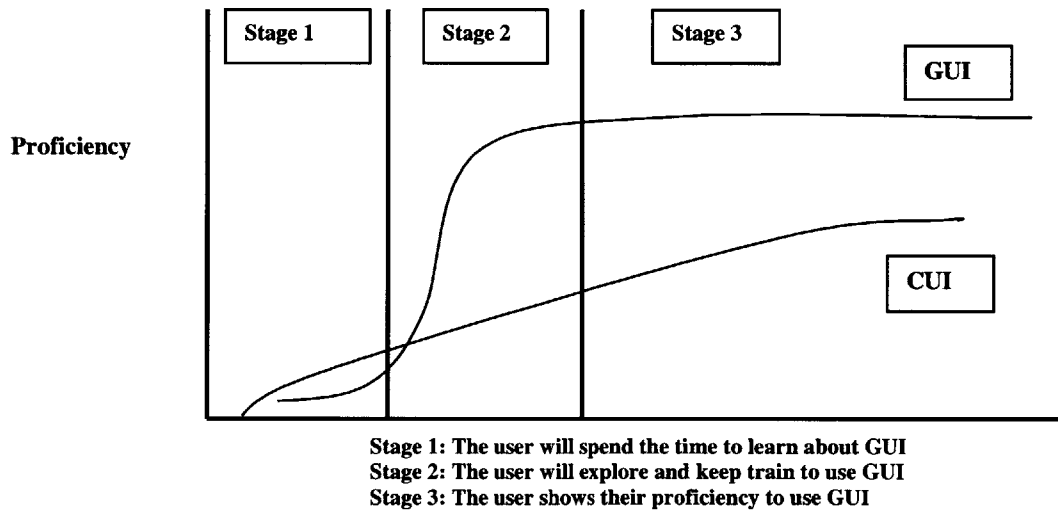 Stage 1
Stage 2
Stage 3
GUI
Proficiency
CUI
Stage 1: The user will spend the time to learn about GUI
Stage 2: The user will explore and keep train to use GUI
Stage 3: The user shows their proficiency to use GUI